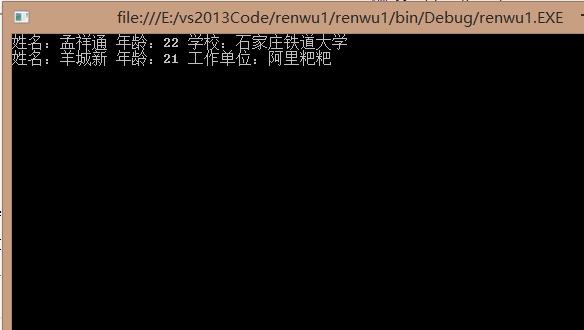 file:///E:/vs2013Code/renwu1/renwu1/bin/Debug/renwu1.EXE
姓名：孟祥通 年龄：22 学校：石家庄铁道大学
姓名：羊城新 年龄：21 工作单位：阿里粑粑